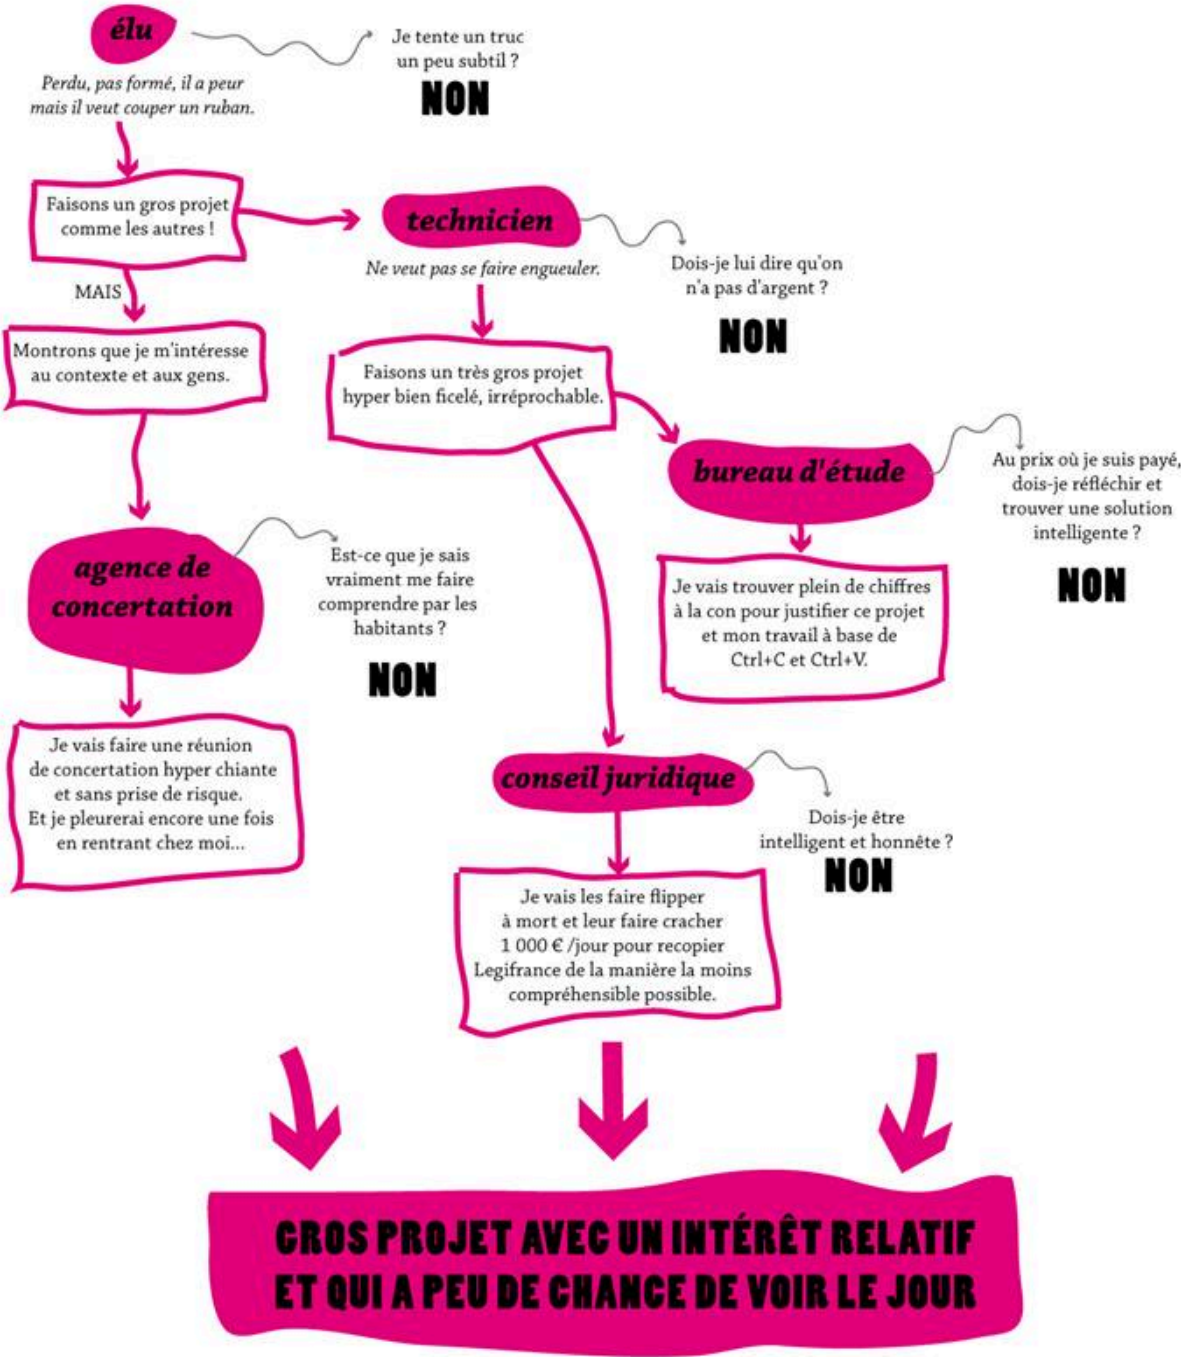 élu
Je tente un truc
un peu subtil ?
NON
Perdu, pas formé, il a peur
mais il veut couper un ruban.
Faisons un gros projet
comme les autres !
technicien
Ne veut pas se faire engueuler.
Dois-je lui dire qu'on
n'a pas d'argent ?
NON
MAIS
Montrons que je m'intéresse
au contexte et aux gens.
Faisons un très gros projet
hyper bien ficelé, irréprochable.
bureau d'étude
Au prix où je suis payé,
dois-je réfléchir et
trouver une solution
intelligente ?
NON
agence de
concertation
Est-ce que je sais
vraiment me faire
comprendre par les
habitants ?
NON
Je vais trouver plein de chiffres
à la con pour justifier ce projet
et mon travail à base de
Ctrl+C et Ctrl+V.
Je vais faire une réunion
de concertation hyper chiante
et sans prise de risque.
Et je pleurerai encore une fois
en rentrant chez moi...
conseil juridique
Dois-je être
intelligent et honnête ?
NON
Je vais les faire flipper
à mort et leur faire cracher
1 000 € /jour pour recopier
Legifrance de la manière la moins
compréhensible possible.
GROS PROJET AVEC UN INTÉRÊT RELATIF
ET QUI A PEU DE CHANCE DE VOIR LE JOUR